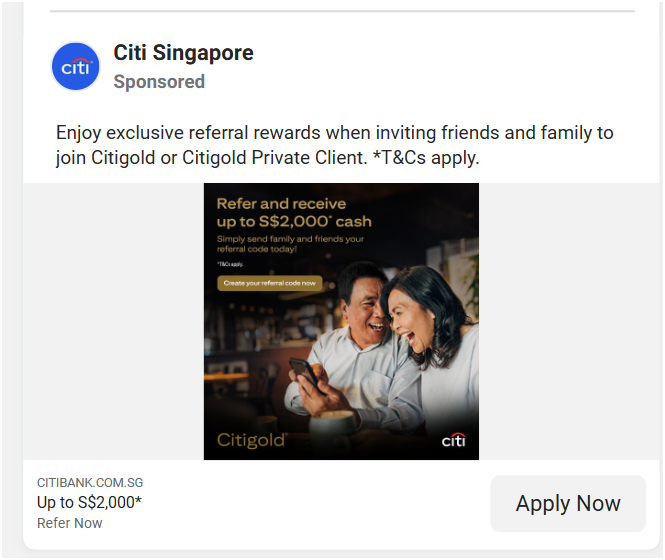 citi
Citi Singapore
Sponsored
Enjoy exclusive referral rewards when inviting friends and family to
join Citigold or Citigold Private Client. *T&Cs apply.
Refer and receive
up to S$2,000* cash
Simply send family and friends your
referral code today!
*T&Cs apply.
Create your referral code now
Citigold®
citi
CITIBANK.COM.SG
Up to S$2,000*
Refer Now
Apply Now